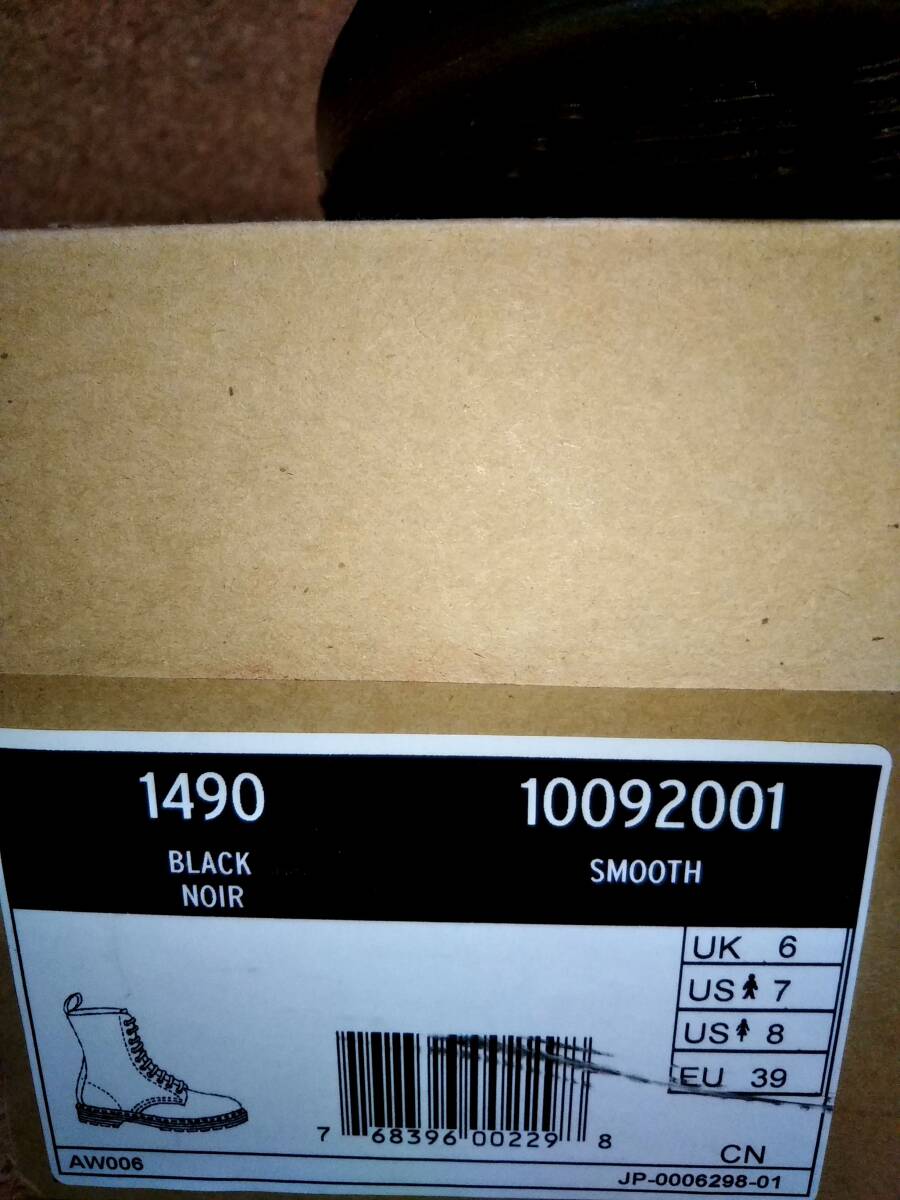 1490
10092001
BLACK
NOIR
SMOOTH
UK 6
US 7
US 8
EU 39
7 68396 00229 8
CN
AW006
JP-0006298-01